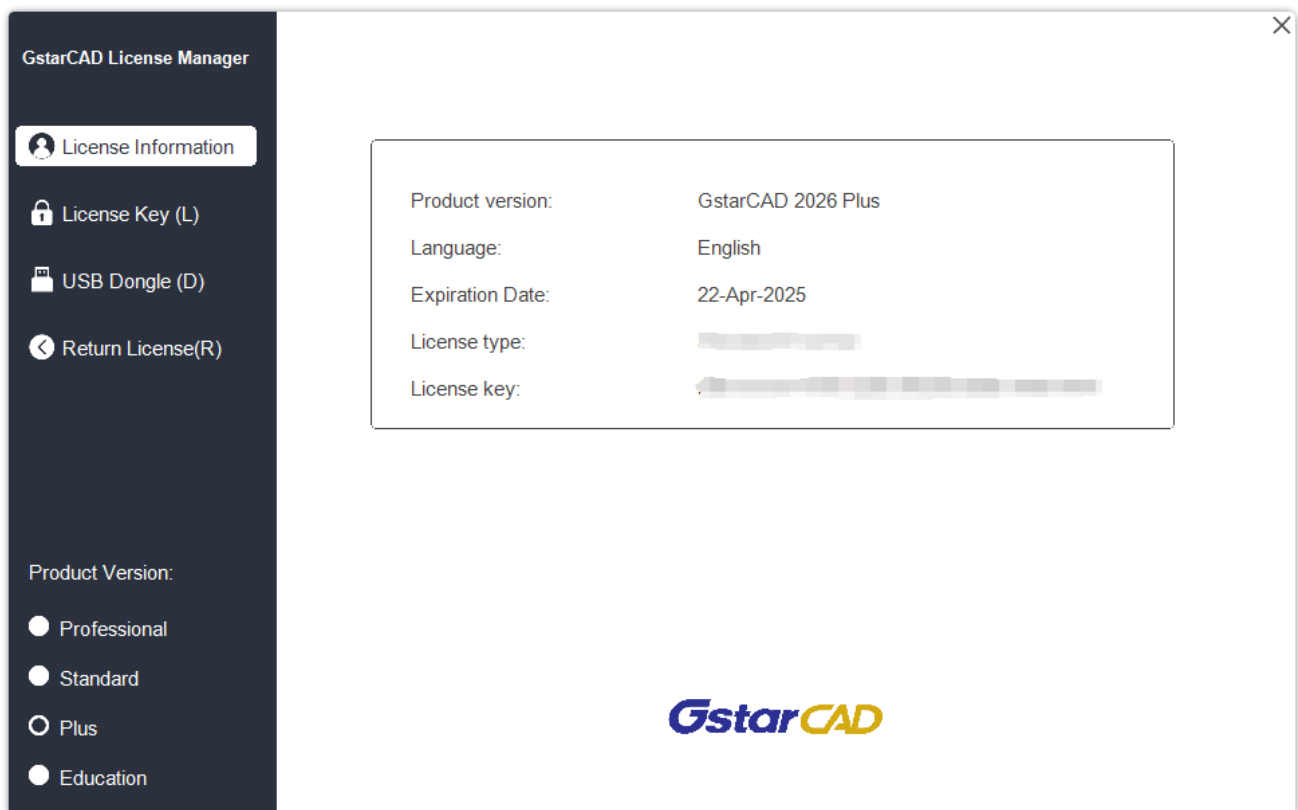 GstarCAD License Manager
License Information
License Key (L)
USB Dongle (D)
Return License(R)
Product version: GstarCAD 2026 Plus
Language: English
Expiration Date: 22-Apr-2025
License type:
License key:
Product Version:
Professional
Standard
Plus
Education
GstarCAD